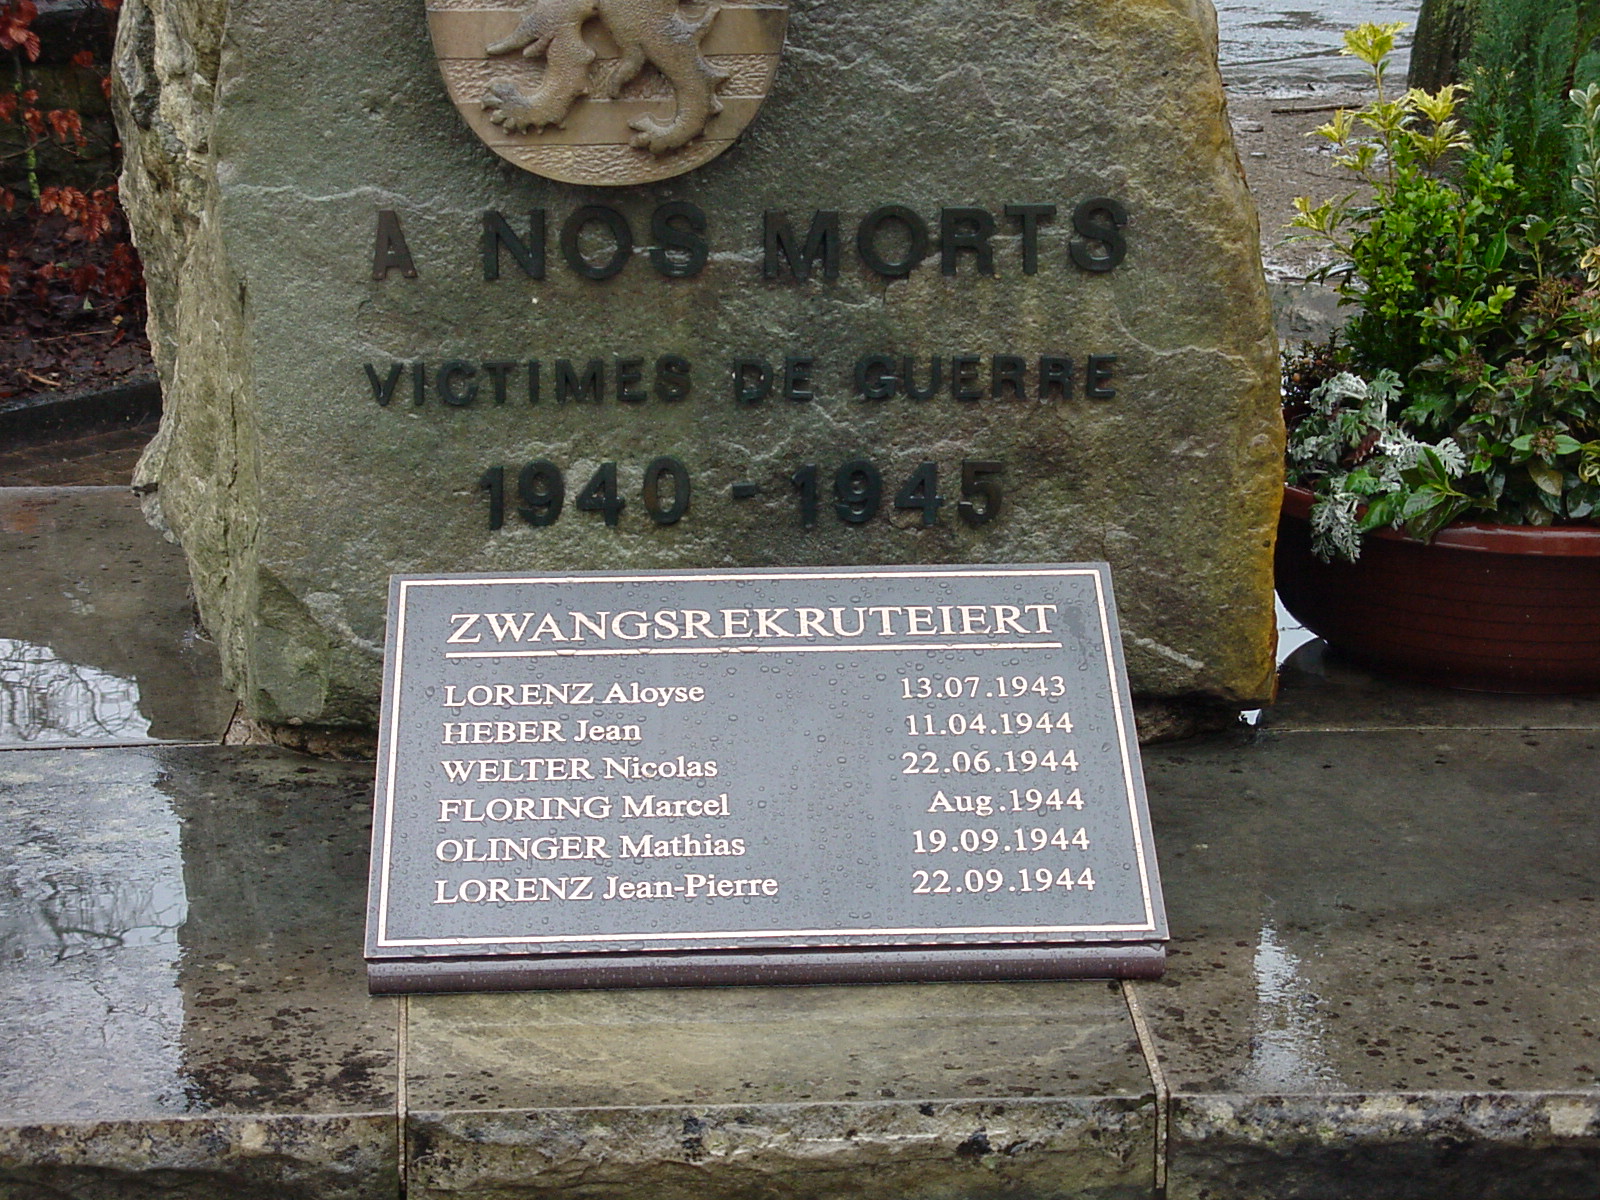 A NOS MORTS
VICTIMES DE GUERRE
1940 - 1945
ZWANGSREKRUTEIERT
LORENZ Aloyse 13.07.1943
HEBER Jean 11.04.1944
WELTER Nicolas 22.06.1944
FLORING Marcel Aug.1944
OLINGER Mathias 19.09.1944
LORENZ Jean-Pierre 22.09.1944